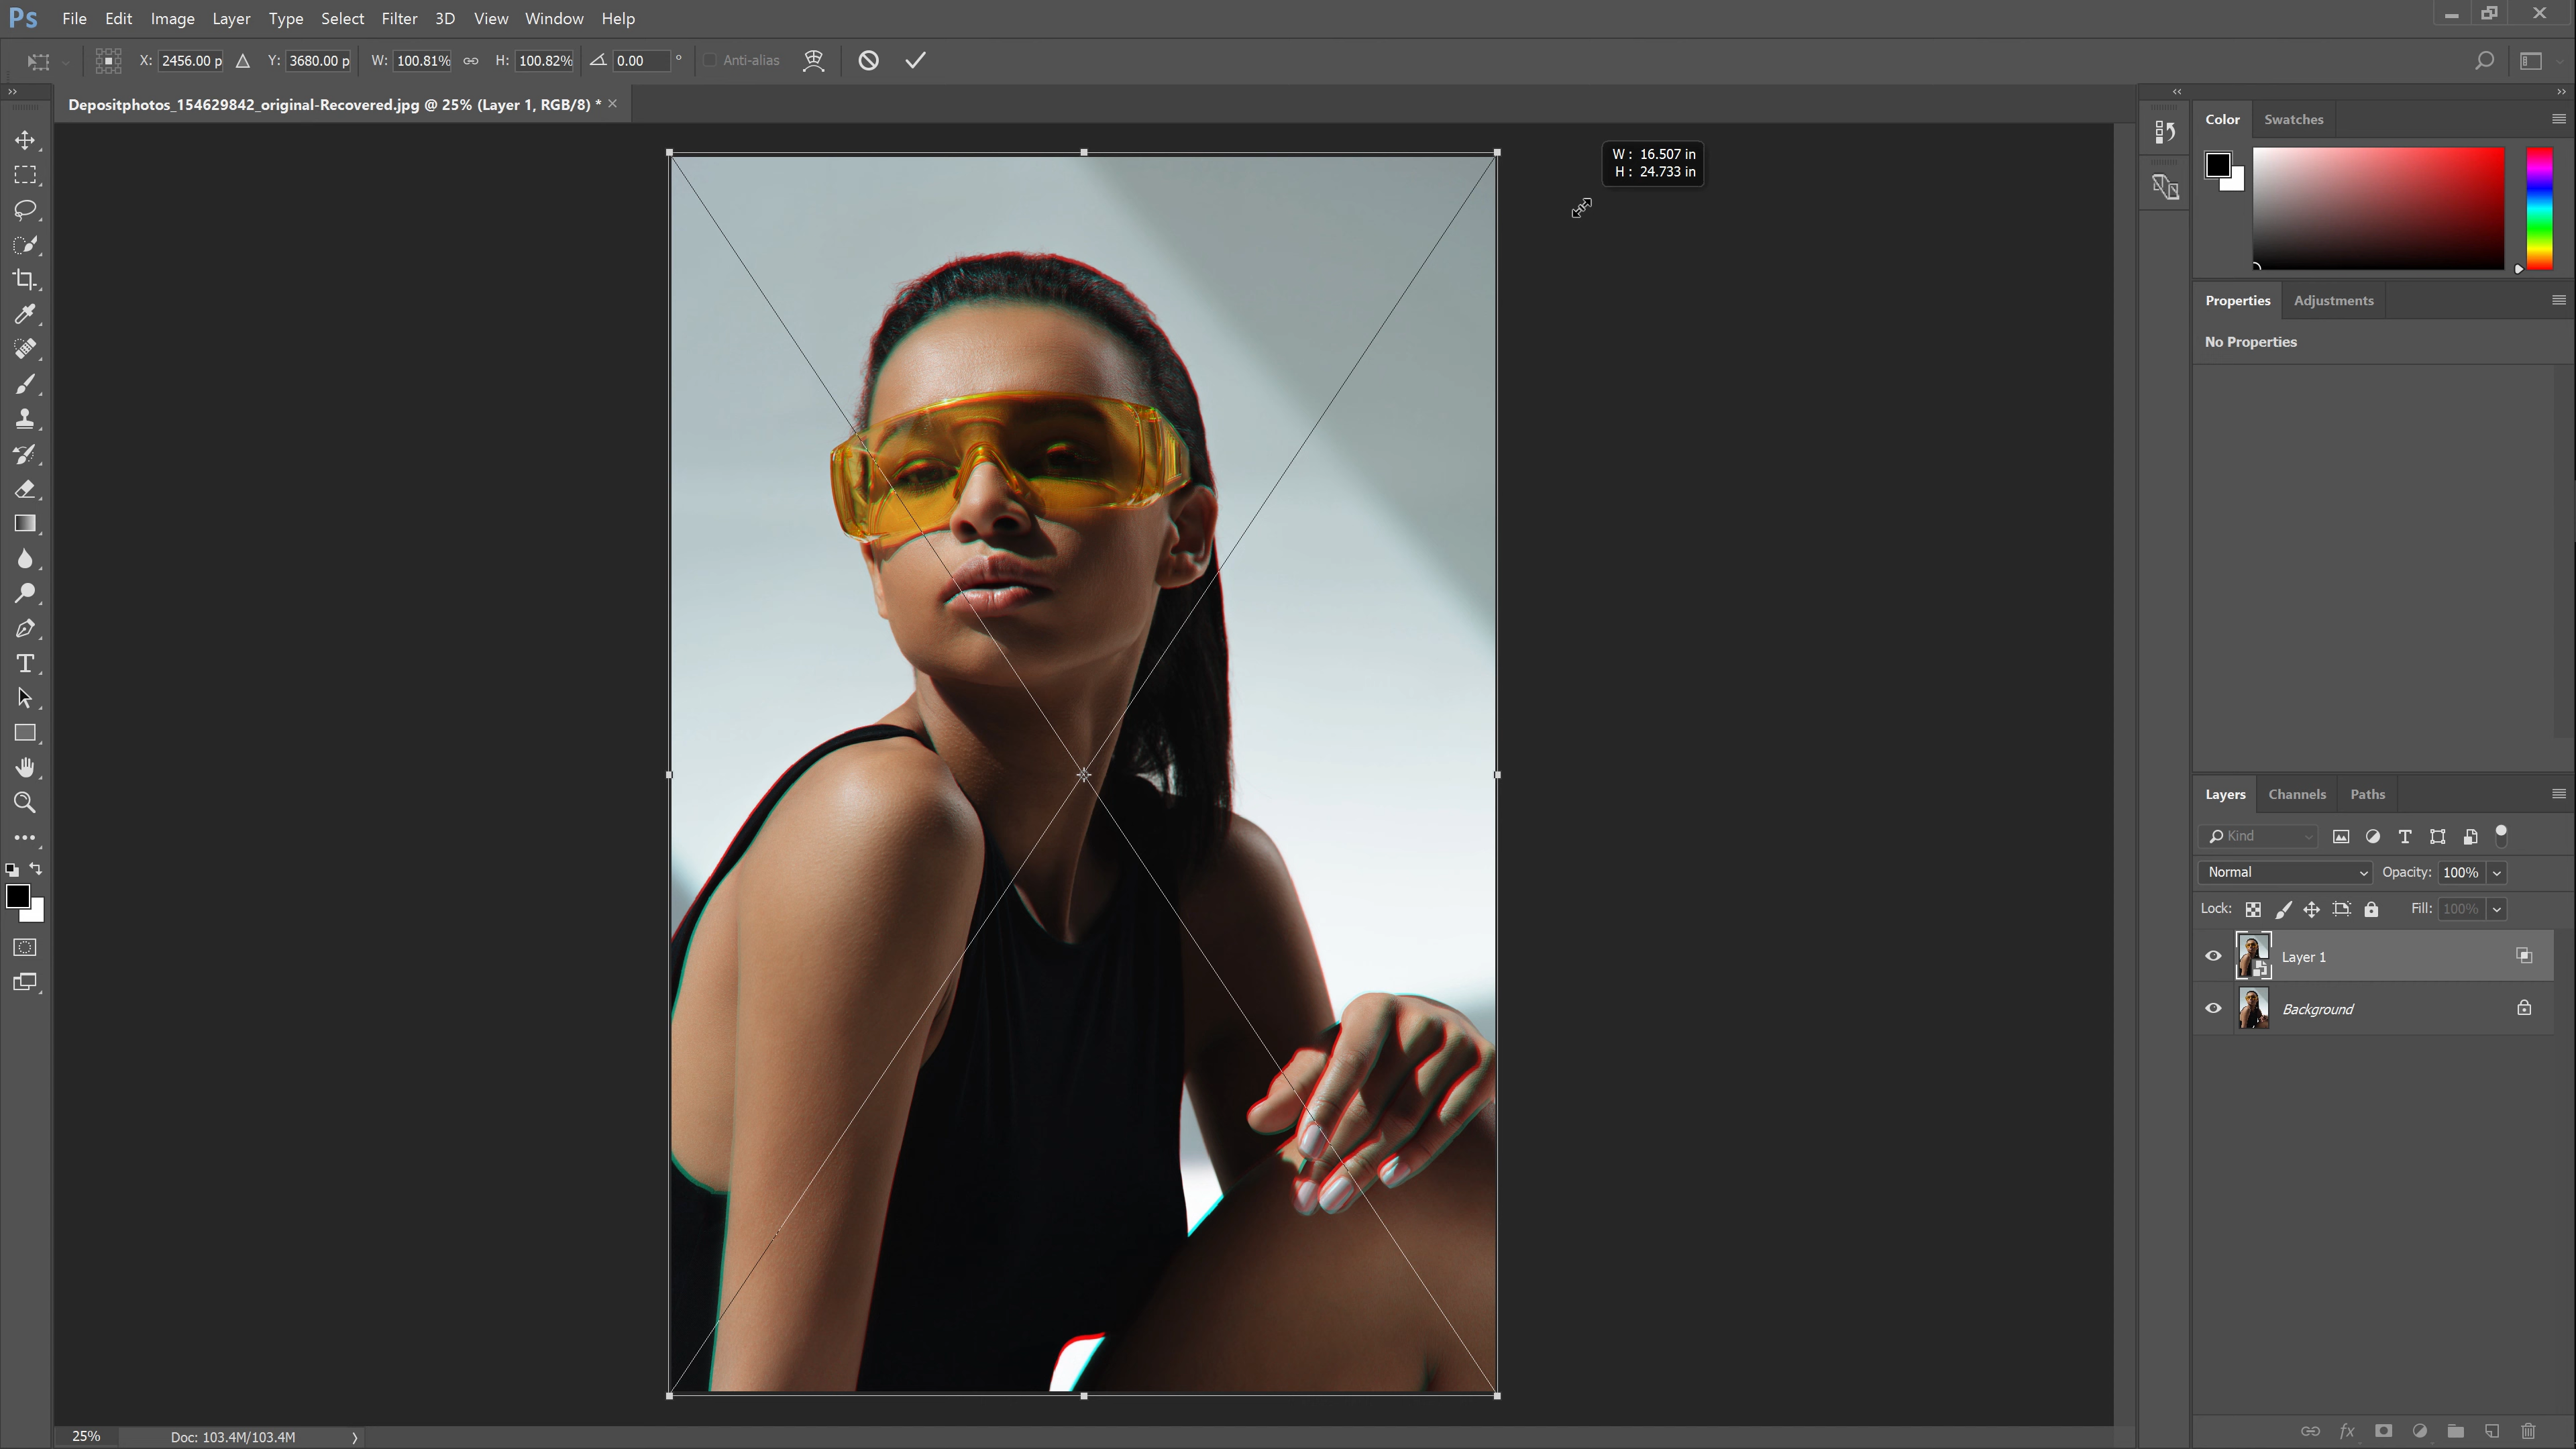 Ps File Edit Image Layer Type Select Filter 3D View Window Help
X: 2456.00 p Y: 3680.00 p W: 100.81% H: 100.82% 0.00 ° Anti-alias
Depositphotos_154629842_original-Recovered.jpg @ 25% (Layer 1, RGB/8) * ×
W : 16.507 in
H : 24.733 in
Color Swatches
Properties Adjustments
No Properties
Layers Channels Paths
Kind
Normal Opacity: 100%
Lock: Fill: 100%
Layer 1
Background
fx
25% Doc: 103.4M/103.4M